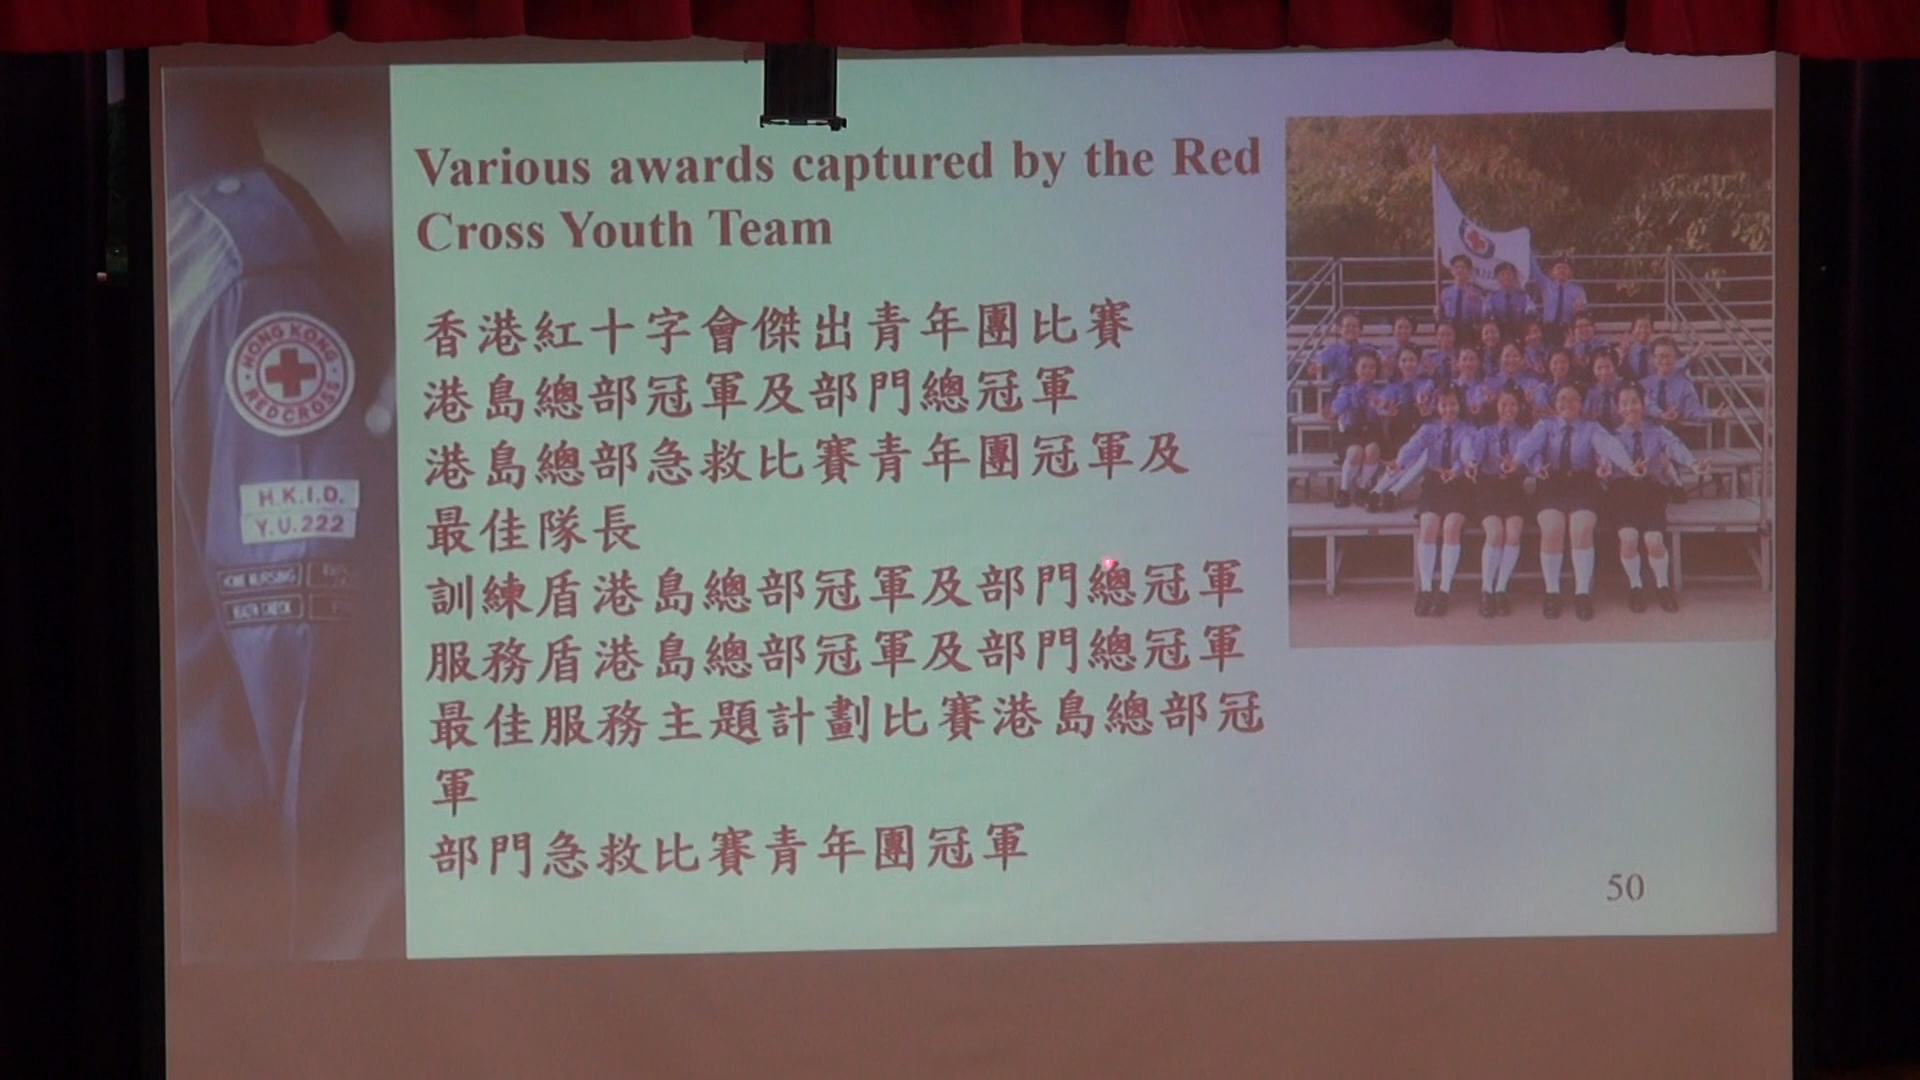 Various awards captured by the Red
Cross Youth Team
香港紅十字會傑出青年團比賽
港島總部冠軍及部門總冠軍
港島總部急救比賽青年團冠軍及
最佳隊長
訓練盾港島總部冠軍及部門總冠軍
服務盾港島總部冠軍及部門總冠軍
最佳服務主題計劃比賽港島總部冠
軍
部門急救比賽青年團冠軍
50
HONG KONG
RED CROSS
H.K.I.D.
Y.U.222
HOME NURSING
HEALTH CHECK